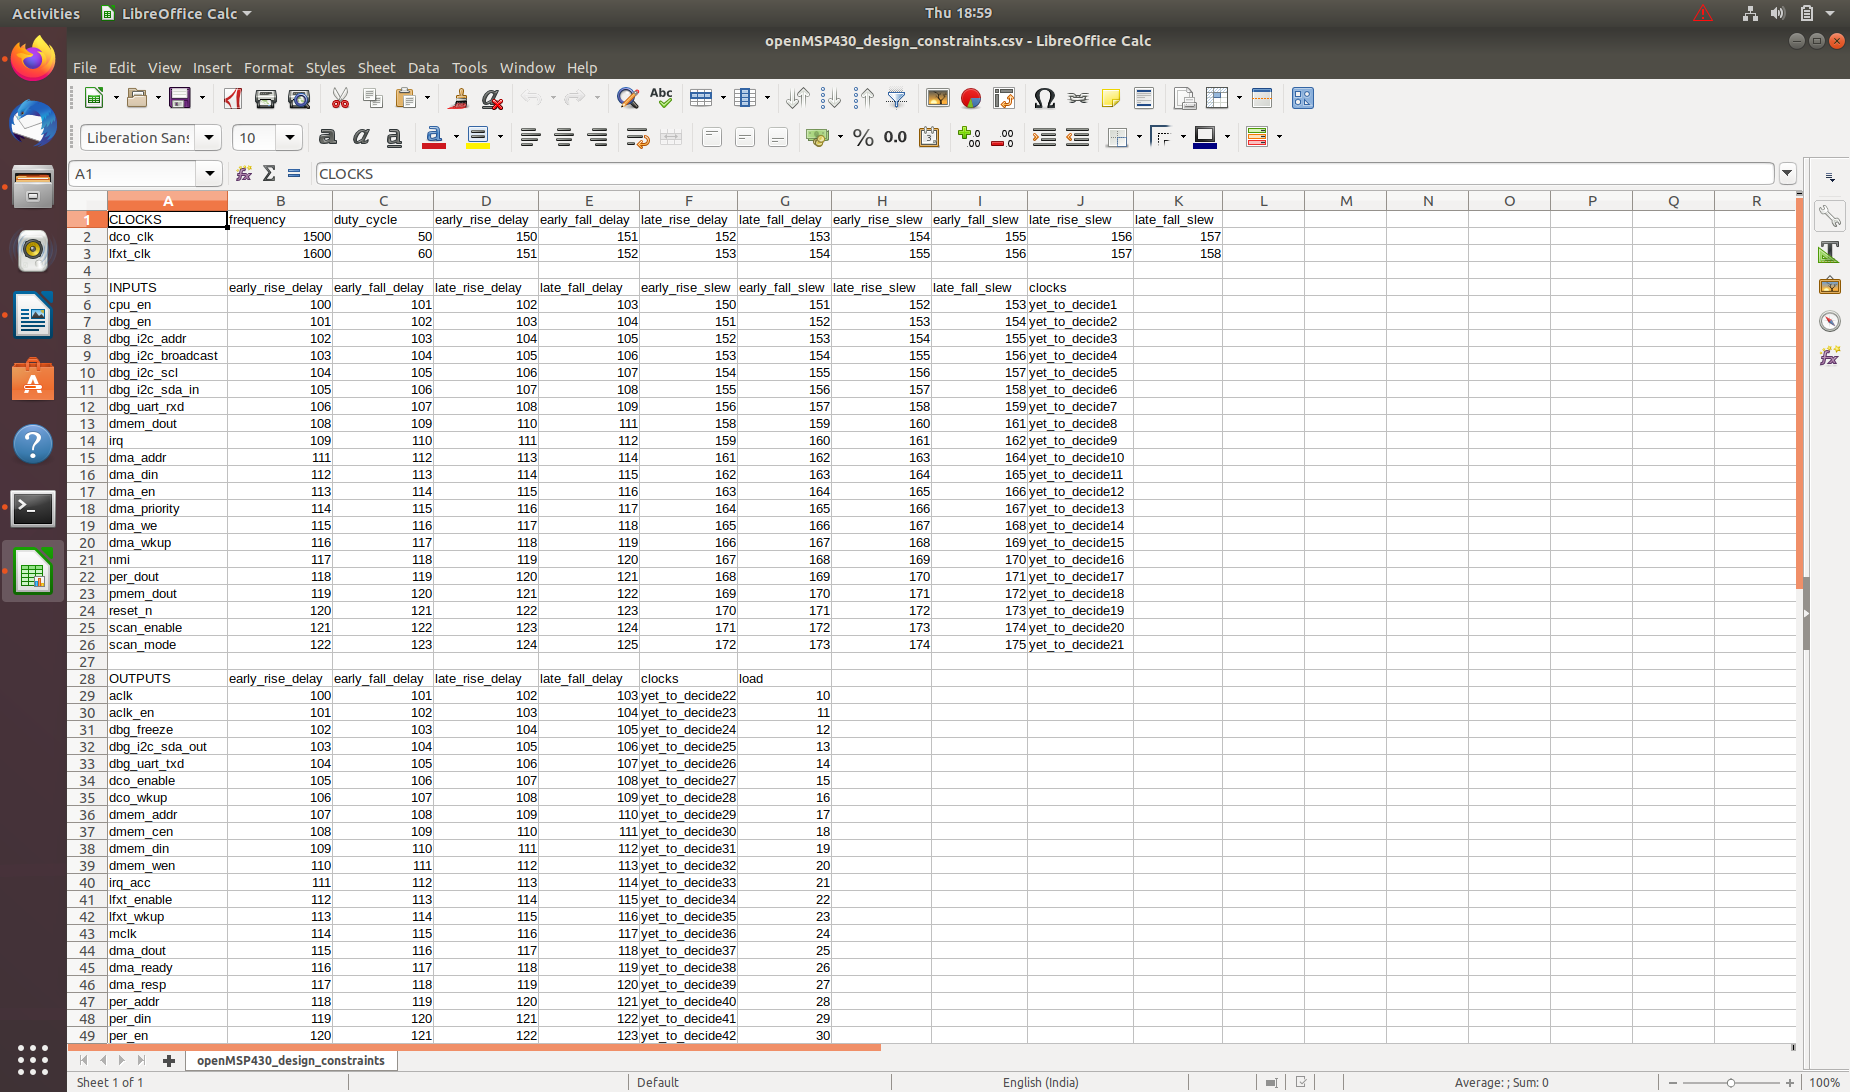 Activities LibreOffice Calc Thu 18:59
openMSP430_design_constraints.csv - LibreOffice Calc
File Edit View Insert Format Styles Sheet Data Tools Window Help
Liberation Sans 10
A1 CLOCKS
A B C D E F G H I J K L M N O P Q R
1 CLOCKS frequency duty_cycle early_rise_delay early_fall_delay late_rise_delay late_fall_delay early_rise_slew early_fall_slew late_rise_slew late_fall_slew
2 dco_clk 1500 50 150 151 152 153 154 155 156 157
3 lfxt_clk 1600 60 151 152 153 154 155 156 157 158
4
5 INPUTS early_rise_delay early_fall_delay late_rise_delay late_fall_delay early_rise_slew early_fall_slew late_rise_slew late_fall_slew clocks
6 cpu_en 100 101 102 103 150 151 152 153 yet_to_decide1
7 dbg_en 101 102 103 104 151 152 153 154 yet_to_decide2
8 dbg_i2c_addr 102 103 104 105 152 153 154 155 yet_to_decide3
9 dbg_i2c_broadcast 103 104 105 106 153 154 155 156 yet_to_decide4
10 dbg_i2c_scl 104 105 106 107 154 155 156 157 yet_to_decide5
11 dbg_i2c_sda_in 105 106 107 108 155 156 157 158 yet_to_decide6
12 dbg_uart_rxd 106 107 108 109 156 157 158 159 yet_to_decide7
13 dmem_dout 108 109 110 111 158 159 160 161 yet_to_decide8
14 irq 109 110 111 112 159 160 161 162 yet_to_decide9
15 dma_addr 111 112 113 114 161 162 163 164 yet_to_decide10
16 dma_din 112 113 114 115 162 163 164 165 yet_to_decide11
17 dma_en 113 114 115 116 163 164 165 166 yet_to_decide12
18 dma_priority 114 115 116 117 164 165 166 167 yet_to_decide13
19 dma_we 115 116 117 118 165 166 167 168 yet_to_decide14
20 dma_wkup 116 117 118 119 166 167 168 169 yet_to_decide15
21 nmi 117 118 119 120 167 168 169 170 yet_to_decide16
22 per_dout 118 119 120 121 168 169 170 171 yet_to_decide17
23 pmem_dout 119 120 121 122 169 170 171 172 yet_to_decide18
24 reset_n 120 121 122 123 170 171 172 173 yet_to_decide19
25 scan_enable 121 122 123 124 171 172 173 174 yet_to_decide20
26 scan_mode 122 123 124 125 172 173 174 175 yet_to_decide21
27
28 OUTPUTS early_rise_delay early_fall_delay late_rise_delay late_fall_delay clocks load
29 aclk 100 101 102 103 yet_to_decide22 10
30 aclk_en 101 102 103 104 yet_to_decide23 11
31 dbg_freeze 102 103 104 105 yet_to_decide24 12
32 dbg_i2c_sda_out 103 104 105 106 yet_to_decide25 13
33 dbg_uart_txd 104 105 106 107 yet_to_decide26 14
34 dco_enable 105 106 107 108 yet_to_decide27 15
35 dco_wkup 106 107 108 109 yet_to_decide28 16
36 dmem_addr 107 108 109 110 yet_to_decide29 17
37 dmem_cen 108 109 110 111 yet_to_decide30 18
38 dmem_din 109 110 111 112 yet_to_decide31 19
39 dmem_wen 110 111 112 113 yet_to_decide32 20
40 irq_acc 111 112 113 114 yet_to_decide33 21
41 lfxt_enable 112 113 114 115 yet_to_decide34 22
42 lfxt_wkup 113 114 115 116 yet_to_decide35 23
43 mclk 114 115 116 117 yet_to_decide36 24
44 dma_dout 115 116 117 118 yet_to_decide37 25
45 dma_ready 116 117 118 119 yet_to_decide38 26
46 dma_resp 117 118 119 120 yet_to_decide39 27
47 per_addr 118 119 120 121 yet_to_decide40 28
48 per_din 119 120 121 122 yet_to_decide41 29
49 per_en 120 121 122 123 yet_to_decide42 30
openMSP430_design_constraints
Sheet 1 of 1 Default English (India) Average: ; Sum: 0 100%